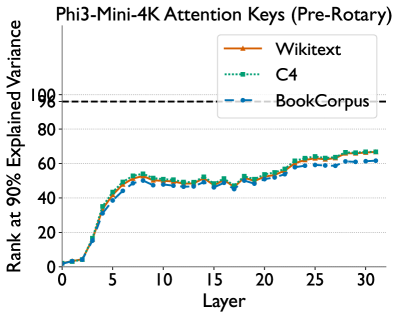 Phi3-Mini-4K Attention Keys (Pre-Rotary)
Rank at 90% Explained Variance
100
96
80
60
40
20
0
Wikitext
C4
BookCorpus
0 5 10 15 20 25 30
Layer